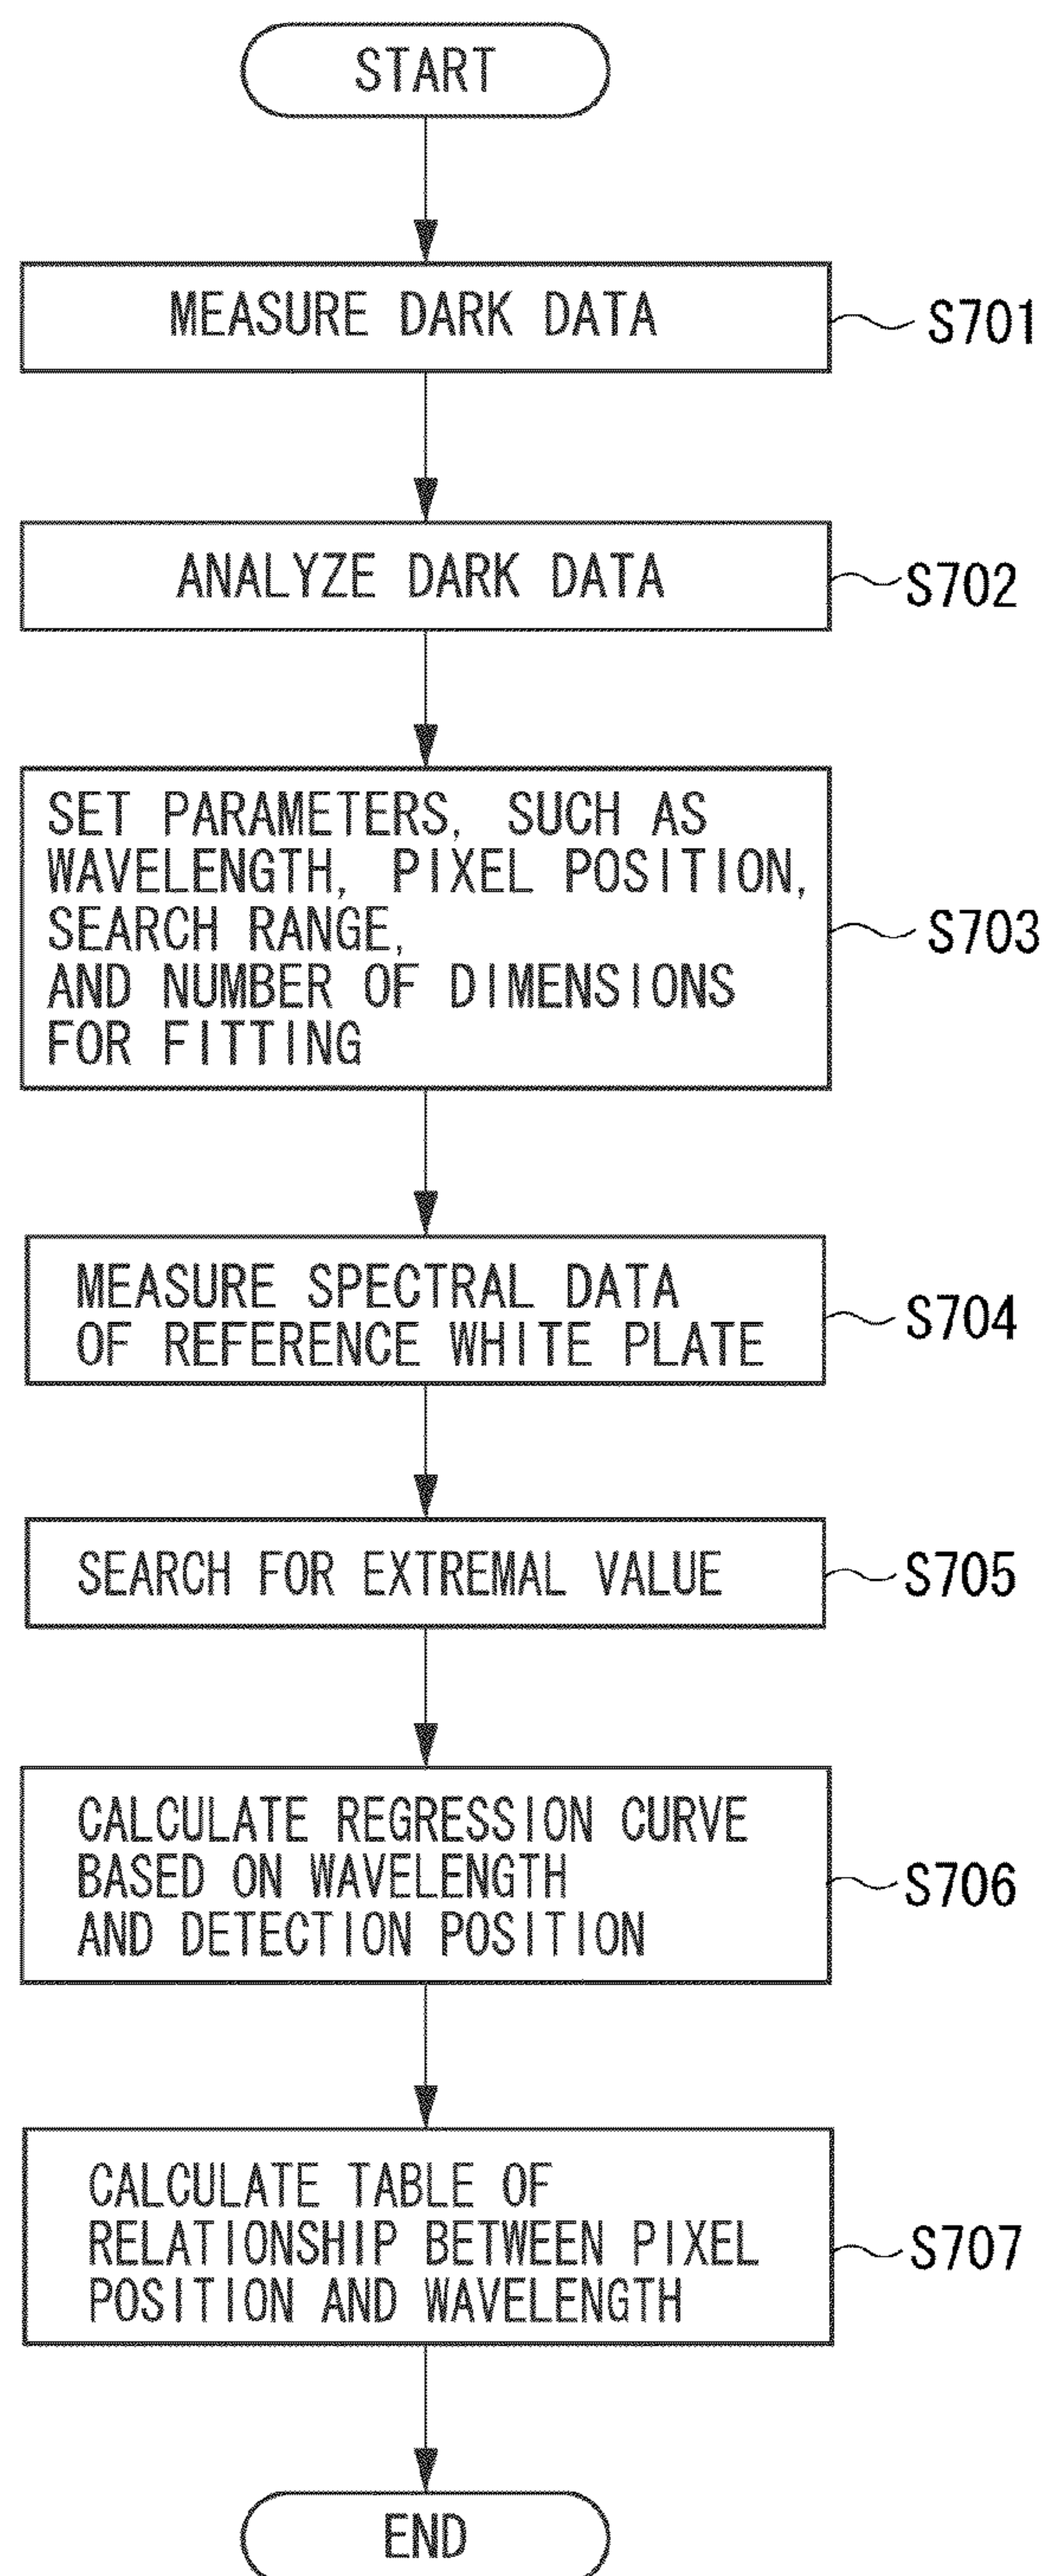 START
MEASURE DARK DATA
S701
ANALYZE DARK DATA
S702
SET PARAMETERS, SUCH AS
WAVELENGTH, PIXEL POSITION,
SEARCH RANGE,
AND NUMBER OF DIMENSIONS
FOR FITTING
S703
MEASURE SPECTRAL DATA
OF REFERENCE WHITE PLATE
S704
SEARCH FOR EXTREMAL VALUE
S705
CALCULATE REGRESSION CURVE
BASED ON WAVELENGTH
AND DETECTION POSITION
S706
CALCULATE TABLE OF
RELATIONSHIP BETWEEN PIXEL
POSITION AND WAVELENGTH
S707
END